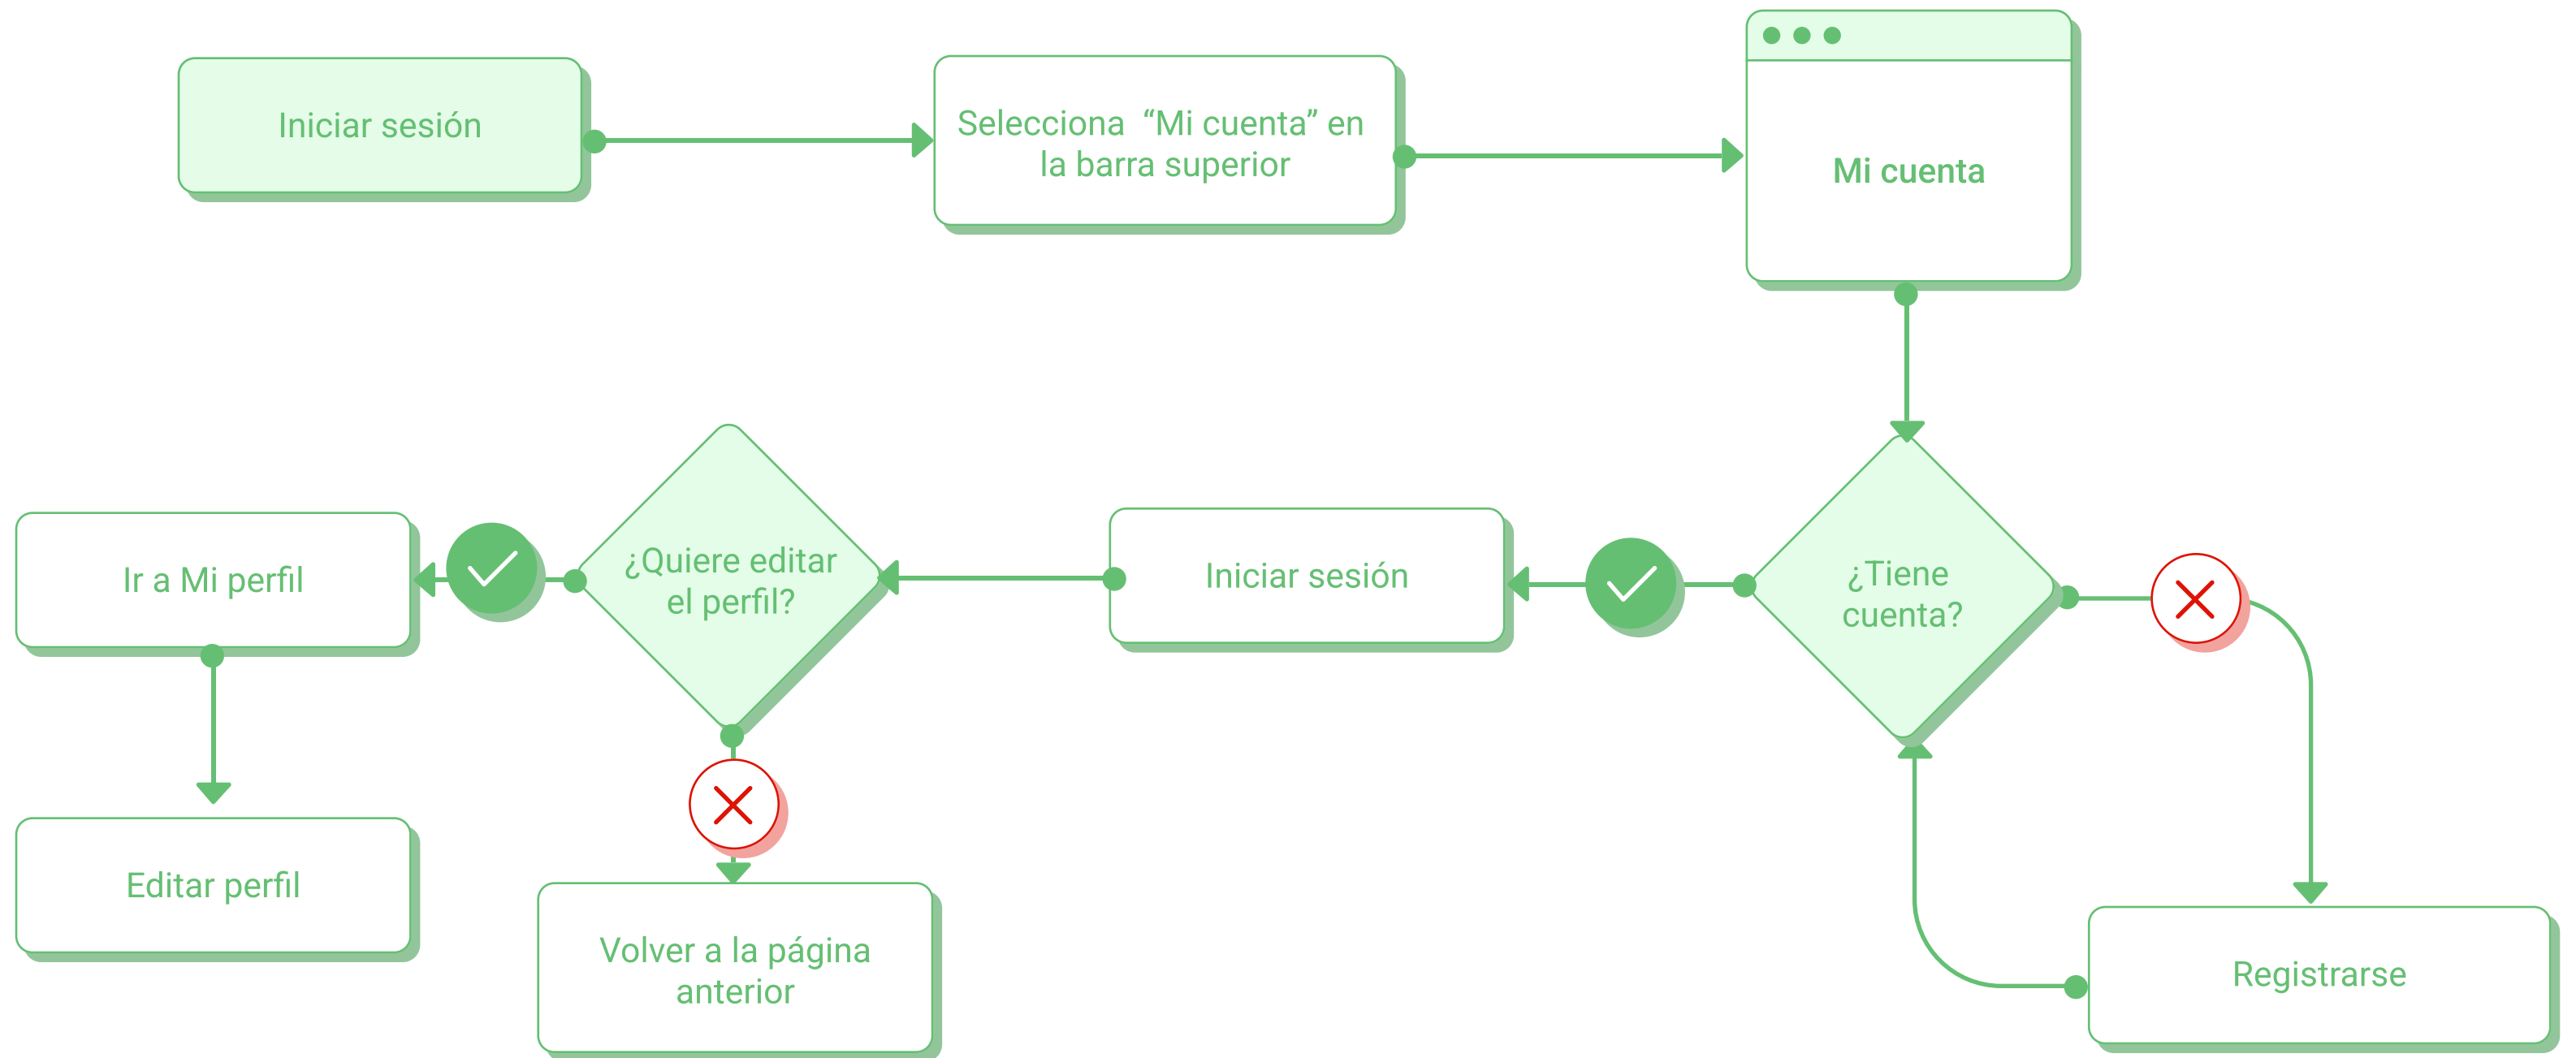 Iniciar sesión
Selecciona “Mi cuenta” en
la barra superior
Mi cuenta
¿Tiene
cuenta?
Iniciar sesión
¿Quiere editar
el perfil?
Ir a Mi perfil
Editar perfil
Volver a la página
anterior
Registrarse